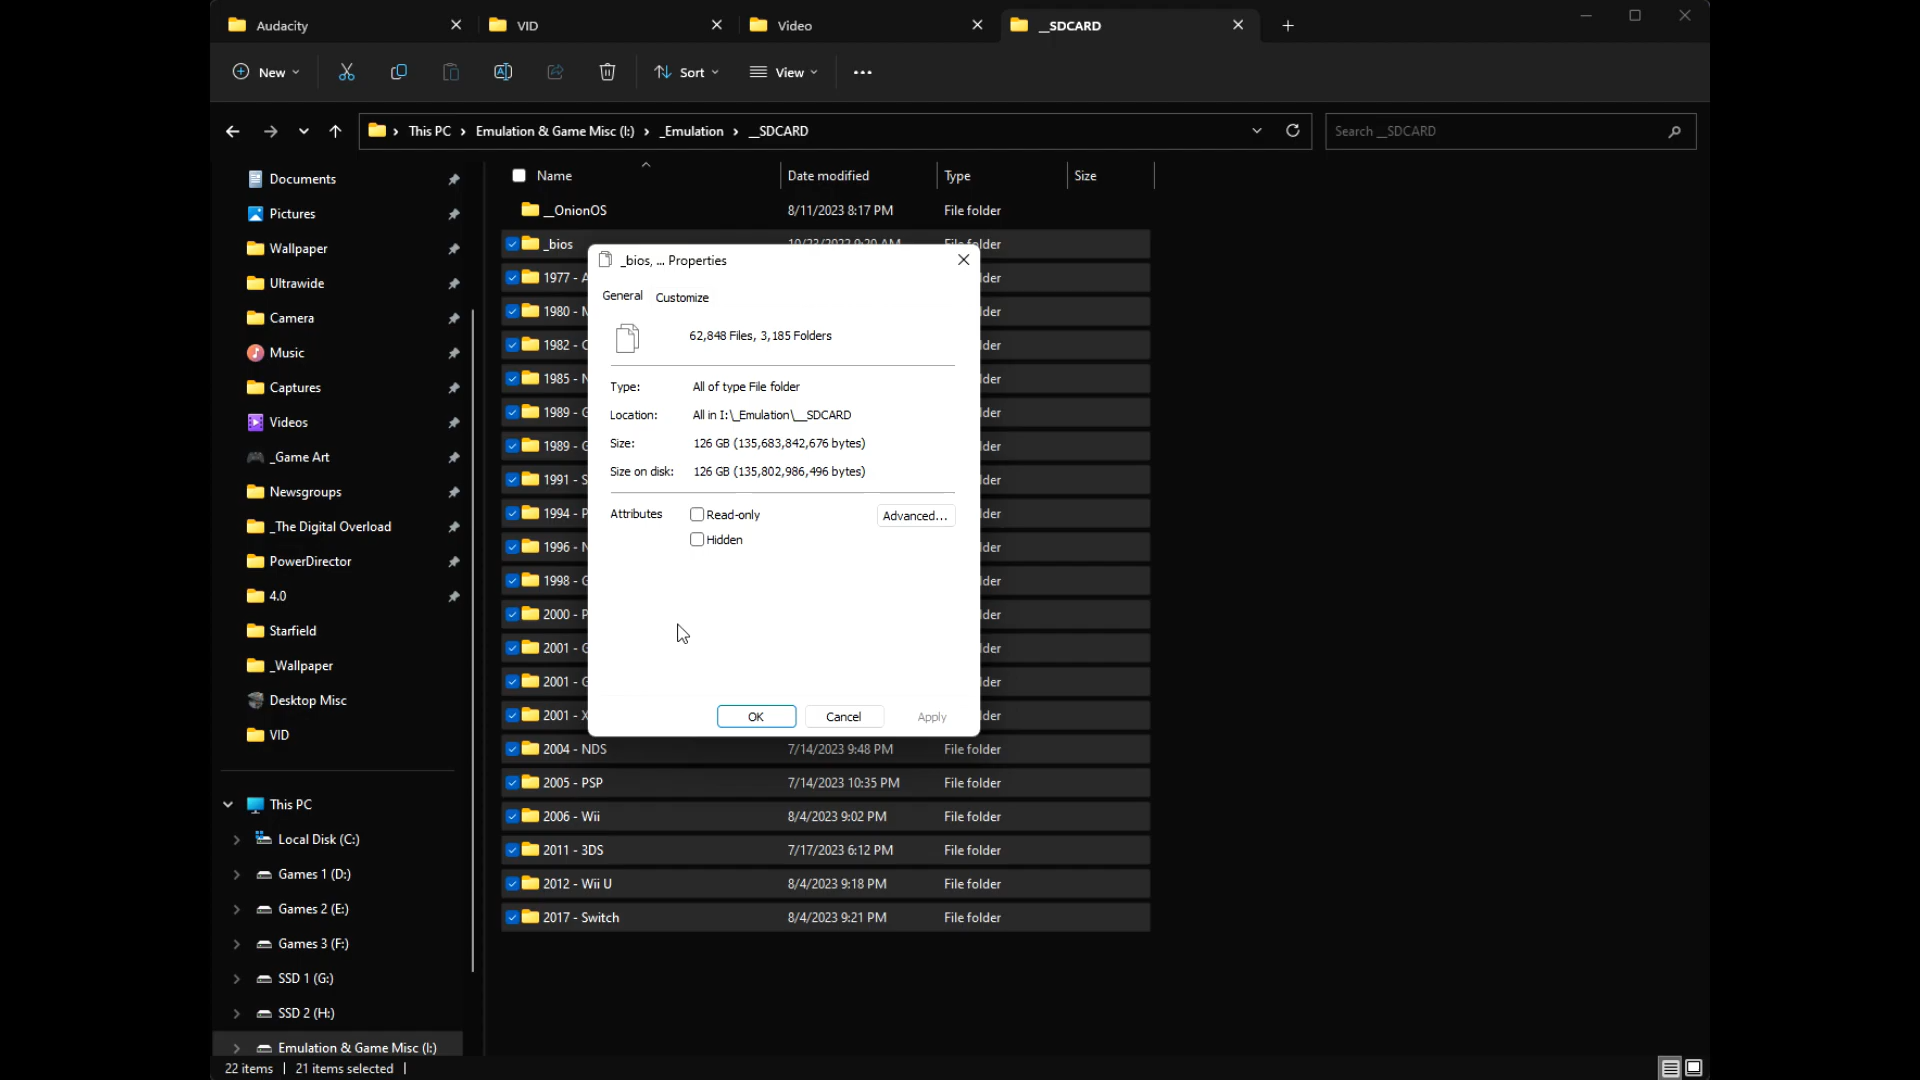 Audacity
VID
Video
__SDCARD
New
Sort
View
This PC
Emulation & Game Misc (I:)
_Emulation
__SDCARD
Search __SDCARD
Documents
Pictures
Wallpaper
Ultrawide
Camera
Music
Captures
Videos
_Game Art
Newsgroups
_The Digital Overload
PowerDirector
4.0
Starfield
_Wallpaper
Desktop Misc
VID
This PC
Local Disk (C:)
Games 1 (D:)
Games 2 (E:)
Games 3 (F:)
SSD 1 (G:)
SSD 2 (H:)
Emulation & Game Misc (I:)
Name Date modified Type Size
__OnionOS 8/11/2023 8:17 PM File folder
_bios
1977 - A
1980 - M
1982 - C
1985 - N
1989 - G
1989 - G
1991 - S
1994 - P
1996 - N
1998 - G
2000 - P
2001 - G
2001 - G
2001 - X
2004 - NDS 7/14/2023 9:48 PM File folder
2005 - PSP 7/14/2023 10:35 PM File folder
2006 - Wii 8/4/2023 9:02 PM File folder
2011 - 3DS 7/17/2023 6:12 PM File folder
2012 - Wii U 8/4/2023 9:18 PM File folder
2017 - Switch 8/4/2023 9:21 PM File folder
_bios, ... Properties
General Customize
62,848 Files, 3,185 Folders
Type: All of type File folder
Location: All in I:\_Emulation\__SDCARD
Size: 126 GB (135,683,842,676 bytes)
Size on disk: 126 GB (135,802,986,496 bytes)
Attributes Read-only Advanced...
Hidden
OK Cancel Apply
22 items 21 items selected